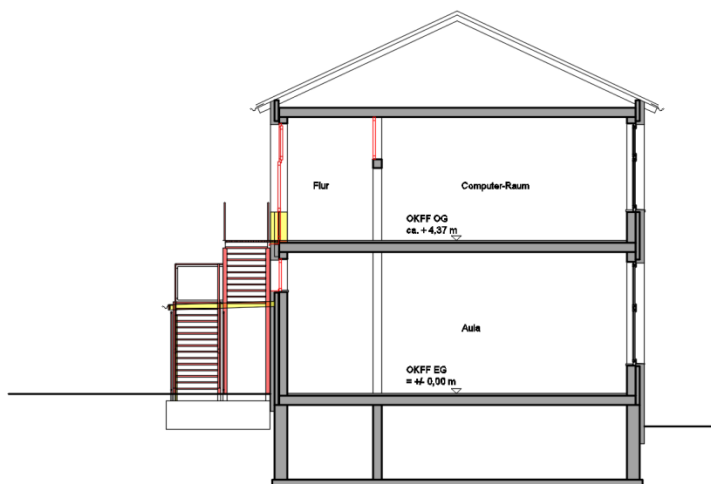 Flur
Computer-Raum
OKFF OG
ca. + 4,37 m
Aula
OKFF EG
= +/- 0,00 m